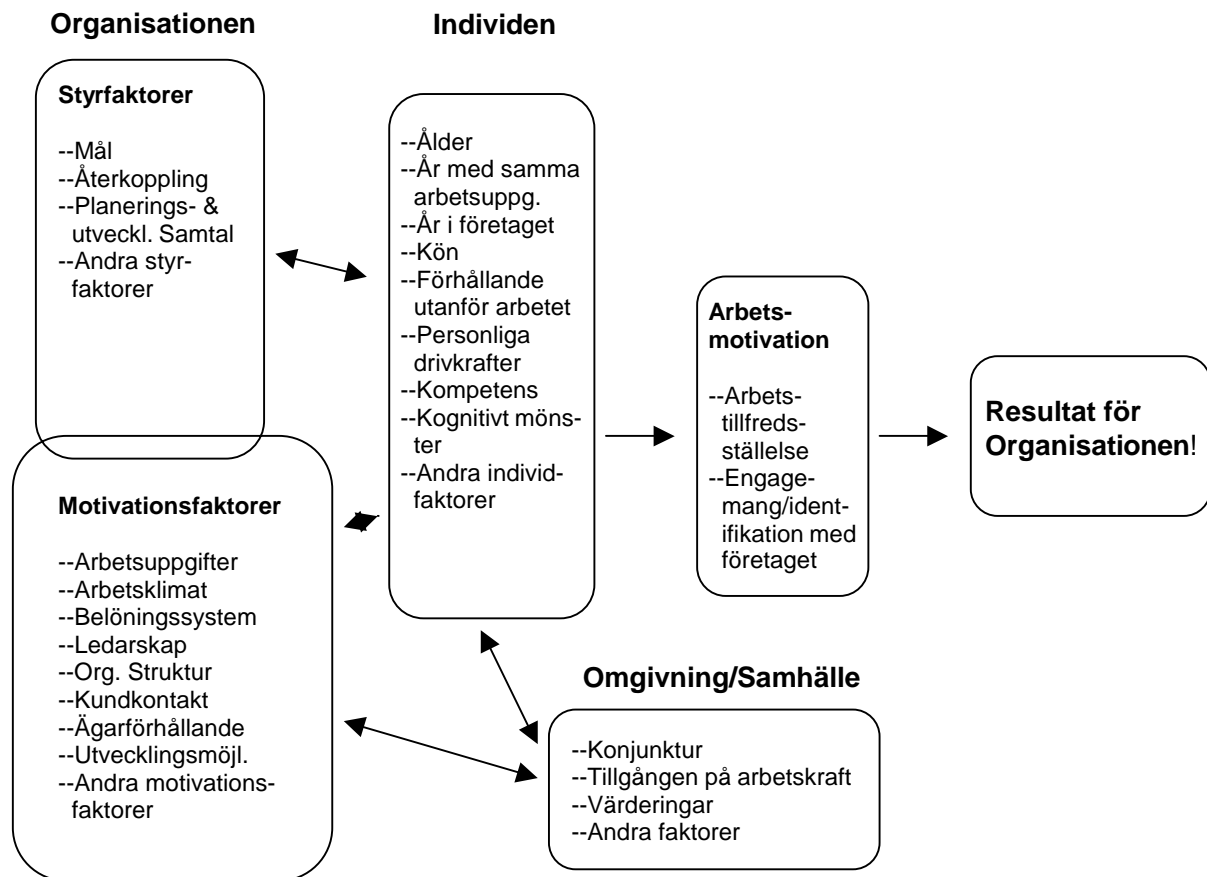 Organisationen
Styrfaktorer
--Mål
--Återkoppling
--Planerings- &
utveckl. Samtal
--Andra styr-
faktorer
Motivationsfaktorer
--Arbetsuppgifter
--Arbetsklimat
--Belöningssystem
--Ledarskap
--Org. Struktur
--Kundkontakt
--Ägarförhållande
--Utvecklingsmöjl.
--Andra motivations-
faktorer
Individen
--Ålder
--År med samma
arbetsuppg.
--År i företaget
--Kön
--Förhållande
utanför arbetet
--Personliga
drivkrafter
--Kompetens
--Kognitivt möns-
ter
--Andra individ-
faktorer
Arbets-
motivation
--Arbets-
tillfreds-
ställelse
--Engage-
mang/ident-
ifikation med
företaget
Resultat för
Organisationen!
Omgivning/Samhälle
--Konjunktur
--Tillgången på arbetskraft
--Värderingar
--Andra faktorer